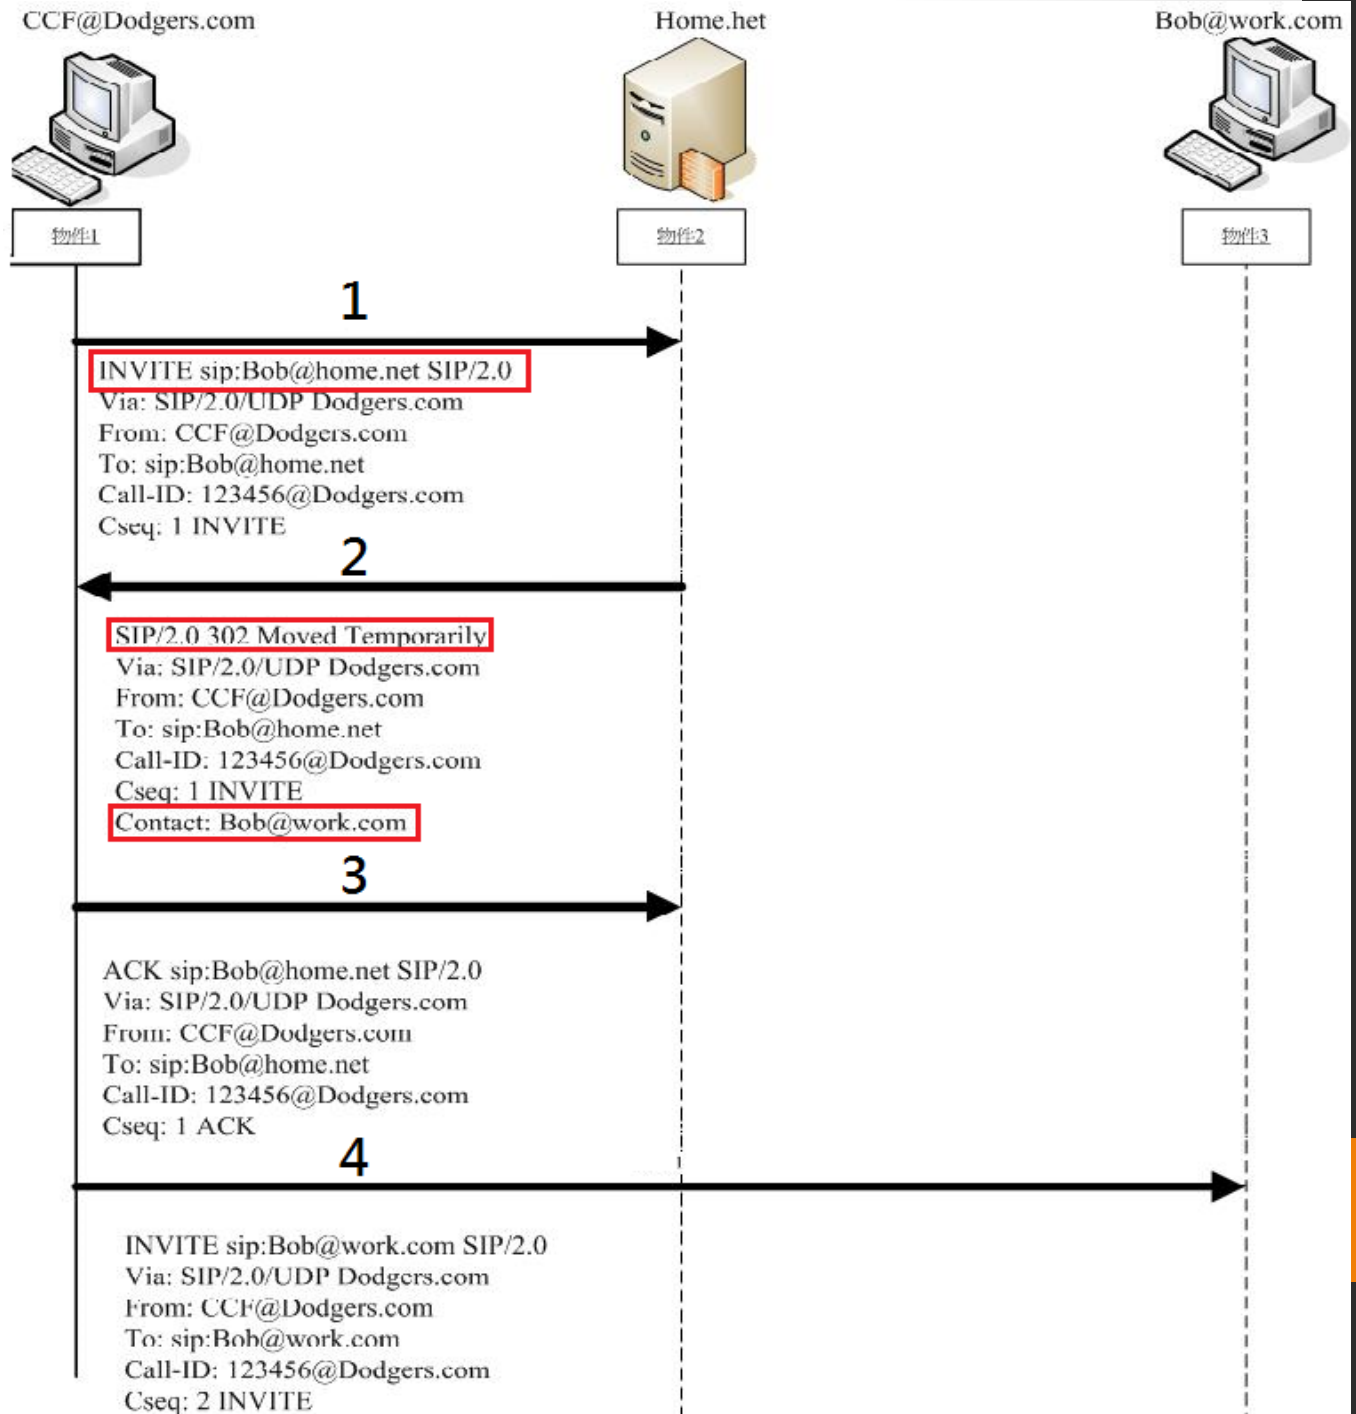 CCF@Dodgers.com
Home.het
Bob@work.com
物件1
物件2
物件3
1
INVITE sip:Bob@home.net SIP/2.0
Via: SIP/2.0/UDP Dodgers.com
From: CCF@Dodgers.com
To: sip:Bob@home.net
Call-ID: 123456@Dodgers.com
Cseq: 1 INVITE
2
SIP/2.0 302 Moved Temporarily
Via: SIP/2.0/UDP Dodgers.com
From: CCF@Dodgers.com
To: sip:Bob@home.net
Call-ID: 123456@Dodgers.com
Cseq: 1 INVITE
Contact: Bob@work.com
3
ACK sip:Bob@home.net SIP/2.0
Via: SIP/2.0/UDP Dodgers.com
From: CCF@Dodgers.com
To: sip:Bob@home.net
Call-ID: 123456@Dodgers.com
Cseq: 1 ACK
4
INVITE sip:Bob@work.com SIP/2.0
Via: SIP/2.0/UDP Dodgers.com
From: CCF@Dodgers.com
To: sip:Bob@work.com
Call-ID: 123456@Dodgers.com
Cseq: 2 INVITE